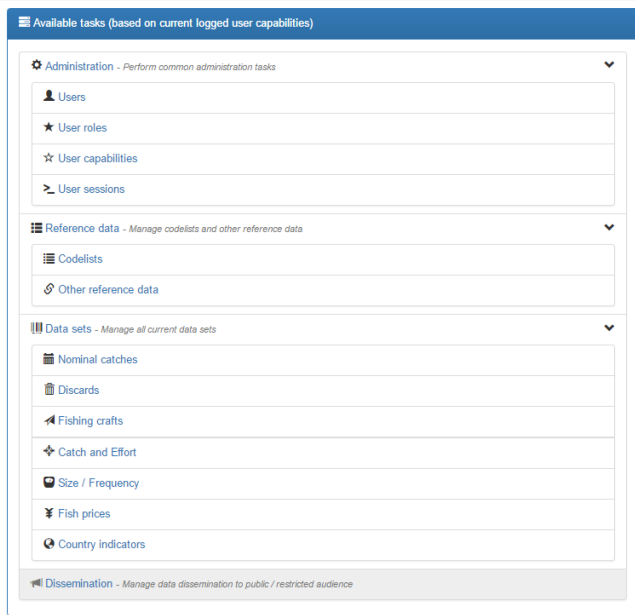 Available tasks (based on current logged user capabilities)
Administration - Perform common administration tasks
Users
User roles
User capabilities
User sessions
Reference data - Manage codelists and other reference data
Codelists
Other reference data
Data sets - Manage all current data sets
Nominal catches
Discards
Fishing crafts
Catch and Effort
Size / Frequency
Fish prices
Country indicators
Dissemination - Manage data dissemination to public / restricted audience